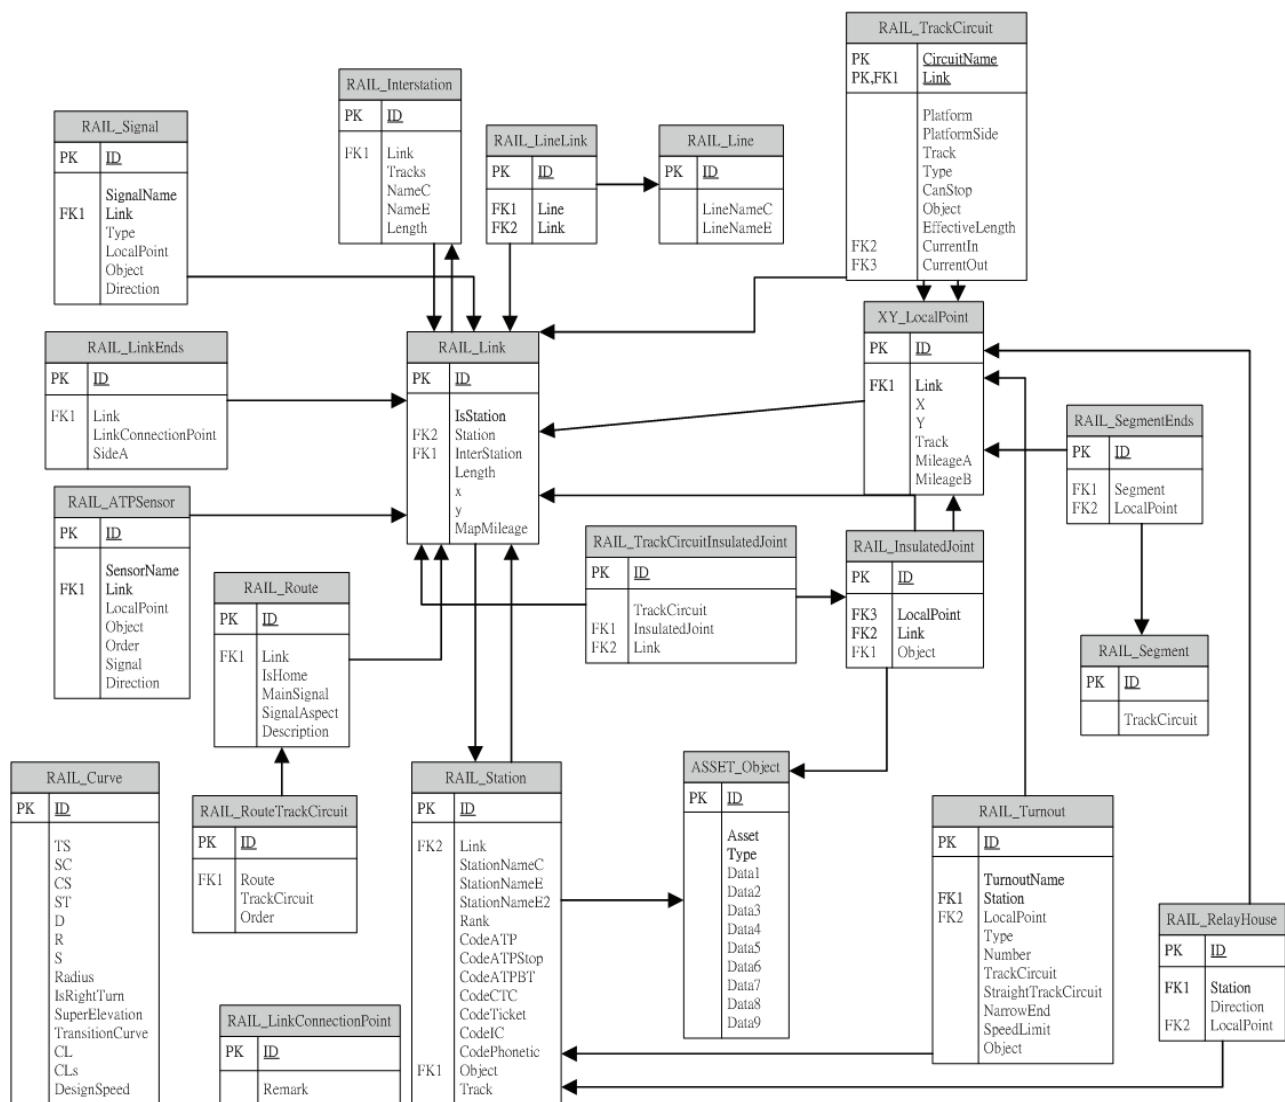 RAIL_TrackCircuit
PK CircuitName
PK,FK1 Link
Platform
PlatformSide
Track
Type
CanStop
Object
EffectiveLength
FK2 CurrentIn
FK3 CurrentOut
RAIL_Interstation
PK ID
FK1 Link
Tracks
NameC
NameE
Length
RAIL_Signal
PK ID
SignalName
FK1 Link
Type
LocalPoint
Object
Direction
RAIL_LineLink
PK ID
FK1 Line
FK2 Link
RAIL_Line
PK ID
LineNameC
LineNameE
XY_LocalPoint
PK ID
FK1 Link
X
Y
Track
MileageA
MileageB
RAIL_LinkEnds
PK ID
FK1 Link
LinkConnectionPoint
SideA
RAIL_Link
PK ID
IsStation
FK2 Station
FK1 InterStation
Length
x
y
MapMileage
RAIL_SegmentEnds
PK ID
FK1 Segment
FK2 LocalPoint
RAIL_ATPSensor
PK ID
SensorName
FK1 Link
LocalPoint
Object
Order
Signal
Direction
RAIL_TrackCircuitInsulatedJoint
PK ID
TrackCircuit
FK1 InsulatedJoint
FK2 Link
RAIL_InsulatedJoint
PK ID
FK3 LocalPoint
FK2 Link
FK1 Object
RAIL_Route
PK ID
FK1 Link
IsHome
MainSignal
SignalAspect
Description
RAIL_Segment
PK ID
TrackCircuit
RAIL_Curve
PK ID
TS
SC
CS
ST
D
R
S
Radius
IsRightTurn
SuperElevation
TransitionCurve
CL
CLs
DesignSpeed
RAIL_RouteTrackCircuit
PK ID
FK1 Route
TrackCircuit
Order
RAIL_Station
PK ID
FK2 Link
StationNameC
StationNameE
StationNameE2
Rank
CodeATP
CodeATPStop
CodeATPBT
CodeCTC
CodeTicket
CodeIC
CodePhonetic
FK1 Object
Track
ASSET_Object
PK ID
Asset
Type
Data1
Data2
Data3
Data4
Data5
Data6
Data7
Data8
Data9
RAIL_Turnout
PK ID
TurnoutName
FK1 Station
FK2 LocalPoint
Type
Number
TrackCircuit
StraightTrackCircuit
NarrowEnd
SpeedLimit
Object
RAIL_RelayHouse
PK ID
FK1 Station
Direction
FK2 LocalPoint
RAIL_LinkConnectionPoint
PK ID
Remark